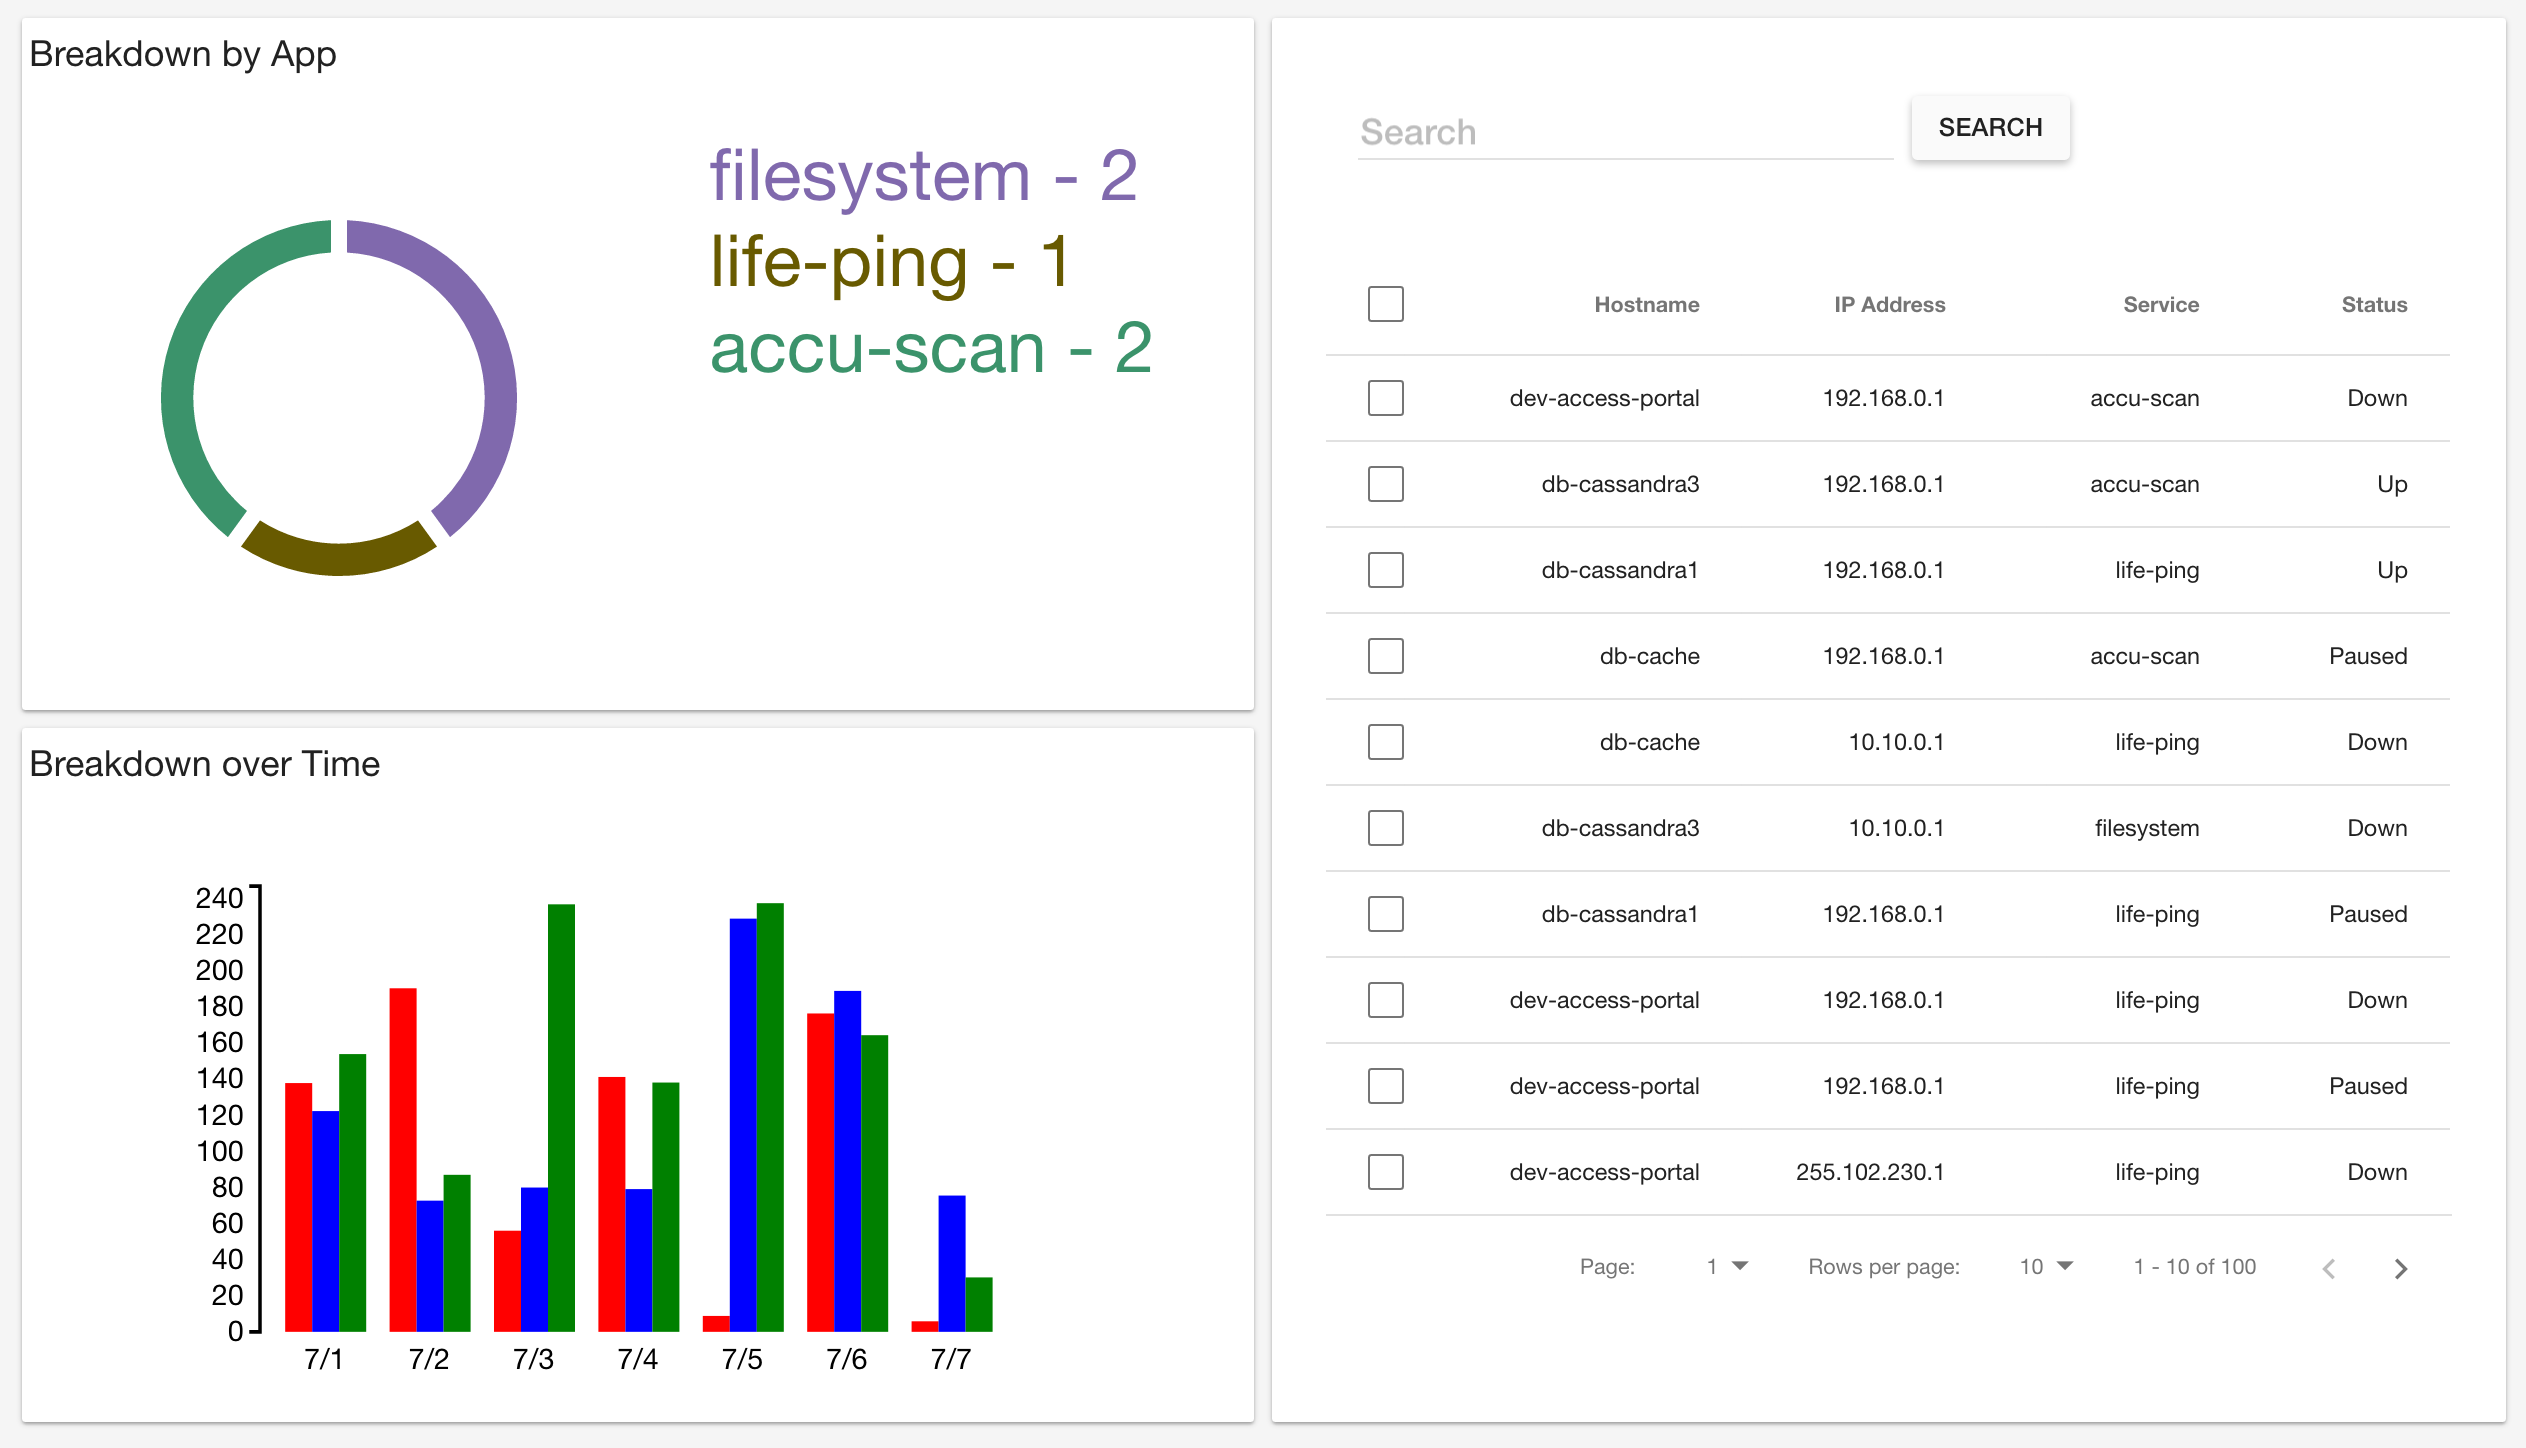 Breakdown by App
filesystem - 2
life-ping - 1
accu-scan - 2
Breakdown over Time
240
220
200
180
160
140
120
100
80
60
40
20
0
7/1 7/2 7/3 7/4 7/5 7/6 7/7
Search SEARCH
Hostname IP Address Service Status
dev-access-portal 192.168.0.1 accu-scan Down
db-cassandra3 192.168.0.1 accu-scan Up
db-cassandra1 192.168.0.1 life-ping Up
db-cache 192.168.0.1 accu-scan Paused
db-cache 10.10.0.1 life-ping Down
db-cassandra3 10.10.0.1 filesystem Down
db-cassandra1 192.168.0.1 life-ping Paused
dev-access-portal 192.168.0.1 life-ping Down
dev-access-portal 192.168.0.1 life-ping Paused
dev-access-portal 255.102.230.1 life-ping Down
Page: 1 Rows per page: 10 1 - 10 of 100